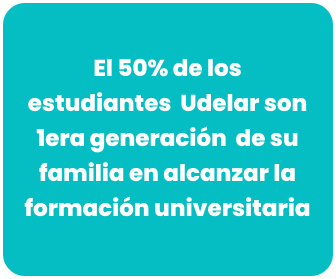 El 50% de los
estudiantes Udelar son
1era generación de su
familia en alcanzar la
formación universitaria